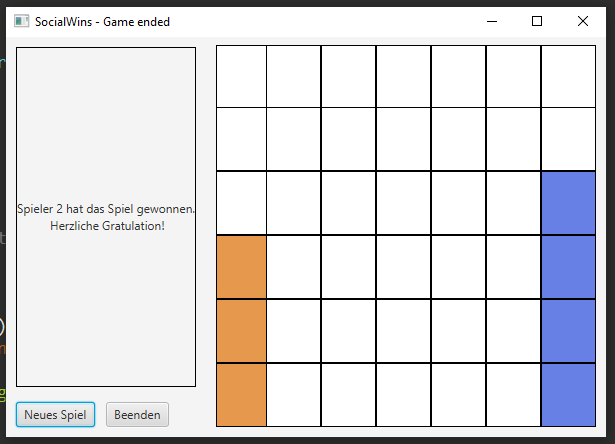 SocialWins - Game ended
Spieler 2 hat das Spiel gewonnen.
Herzliche Gratulation!
Neues Spiel
Beenden